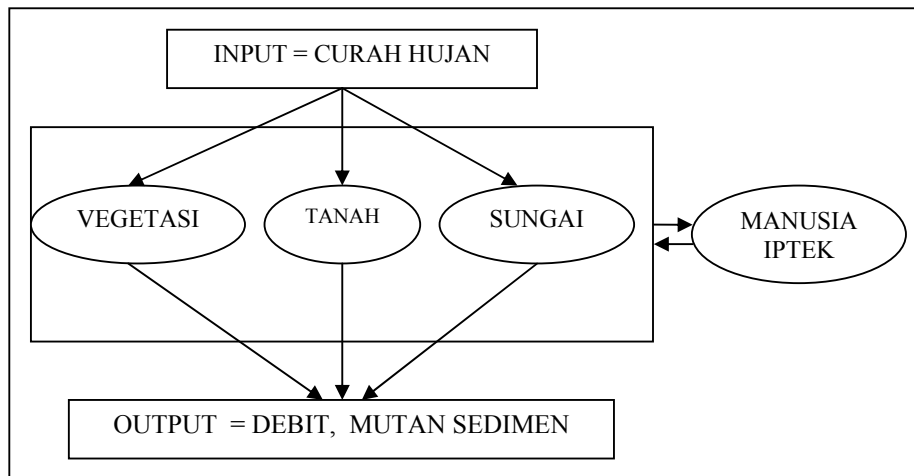 INPUT = CURAH HUJAN
VEGETASI
TANAH
SUNGAI
MANUSIA
IPTEK
OUTPUT = DEBIT, MUTAN SEDIMEN